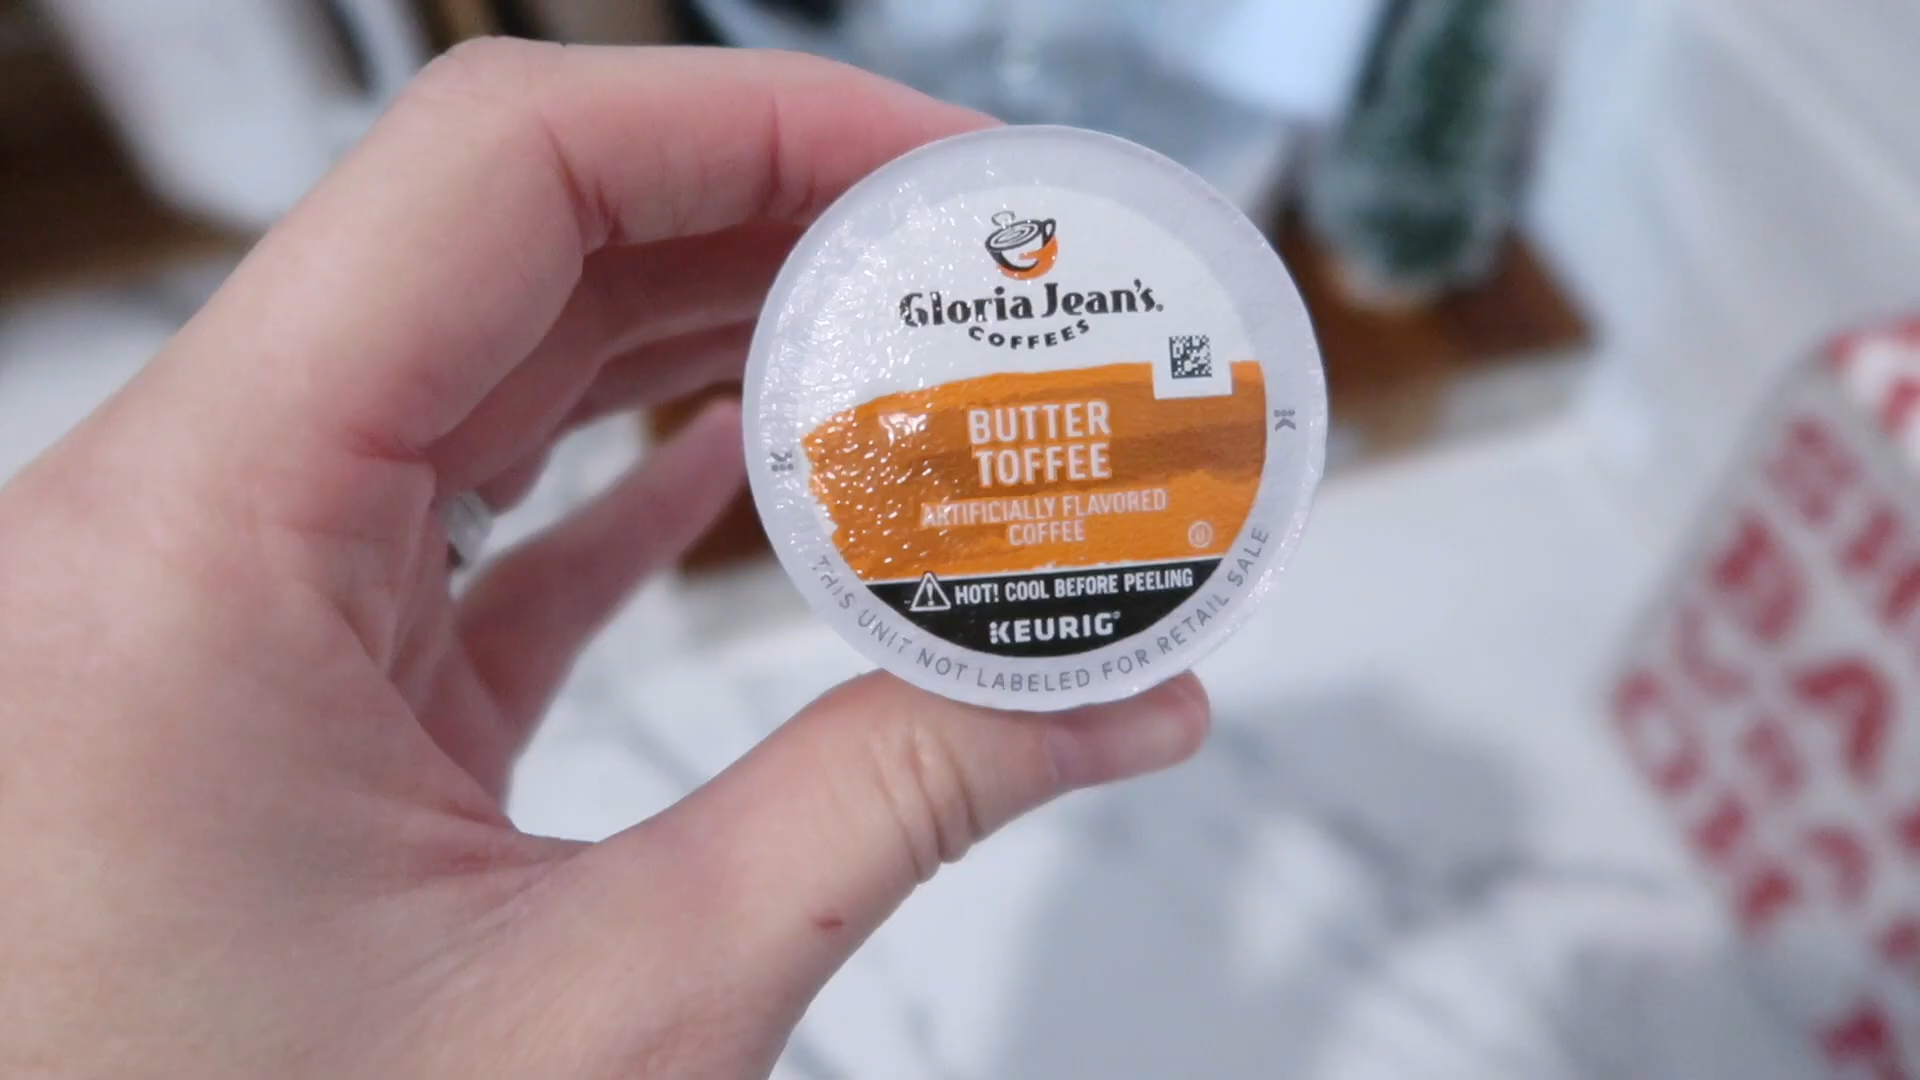 Gloria Jean's.
COFFEES
BUTTER
TOFFEE
ARTIFICIALLY FLAVORED
COFFEE
HOT! COOL BEFORE PEELING
KEURIG®
THIS UNIT NOT LABELED FOR RETAIL SALE